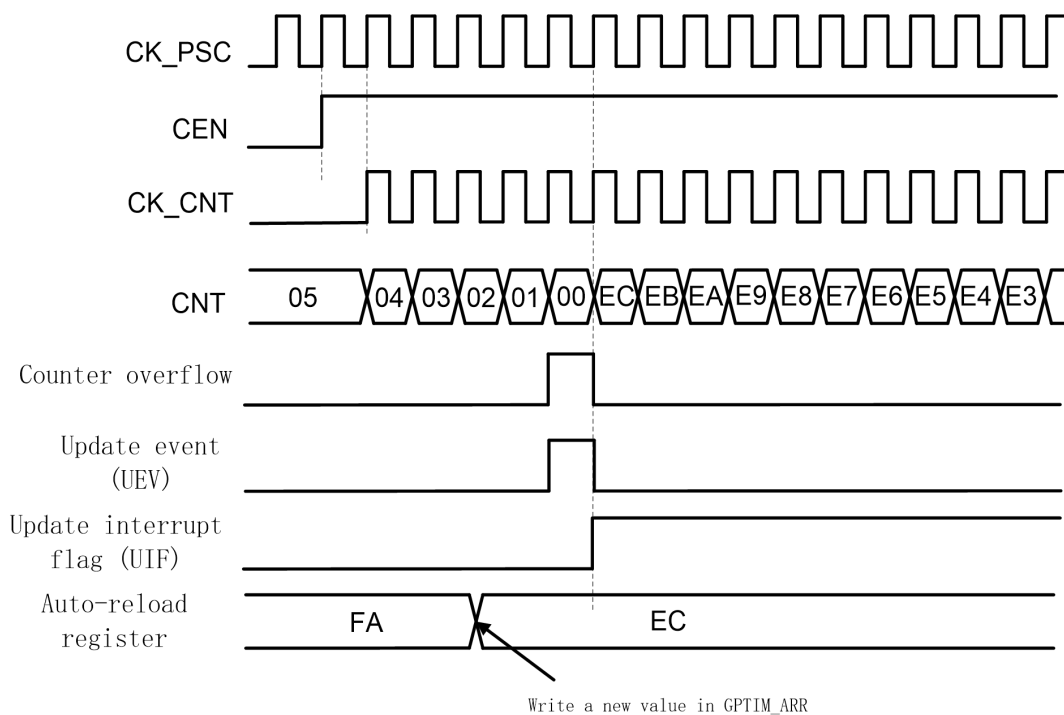 CK_PSC
CEN
CK_CNT
CNT
05 04 03 02 01 00 EC EB EA E9 E8 E7 E6 E5 E4 E3
Counter overflow
Update event
(UEV)
Update interrupt
flag (UIF)
Auto-reload
register
FA EC
Write a new value in GPTIM_ARR